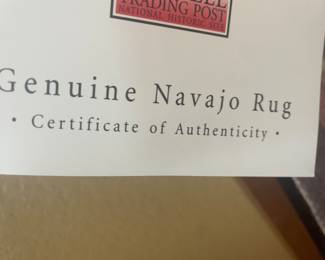 TRADING POST
NATIONAL HISTORIC SITE
Genuine Navajo Rug
• Certificate of Authenticity •